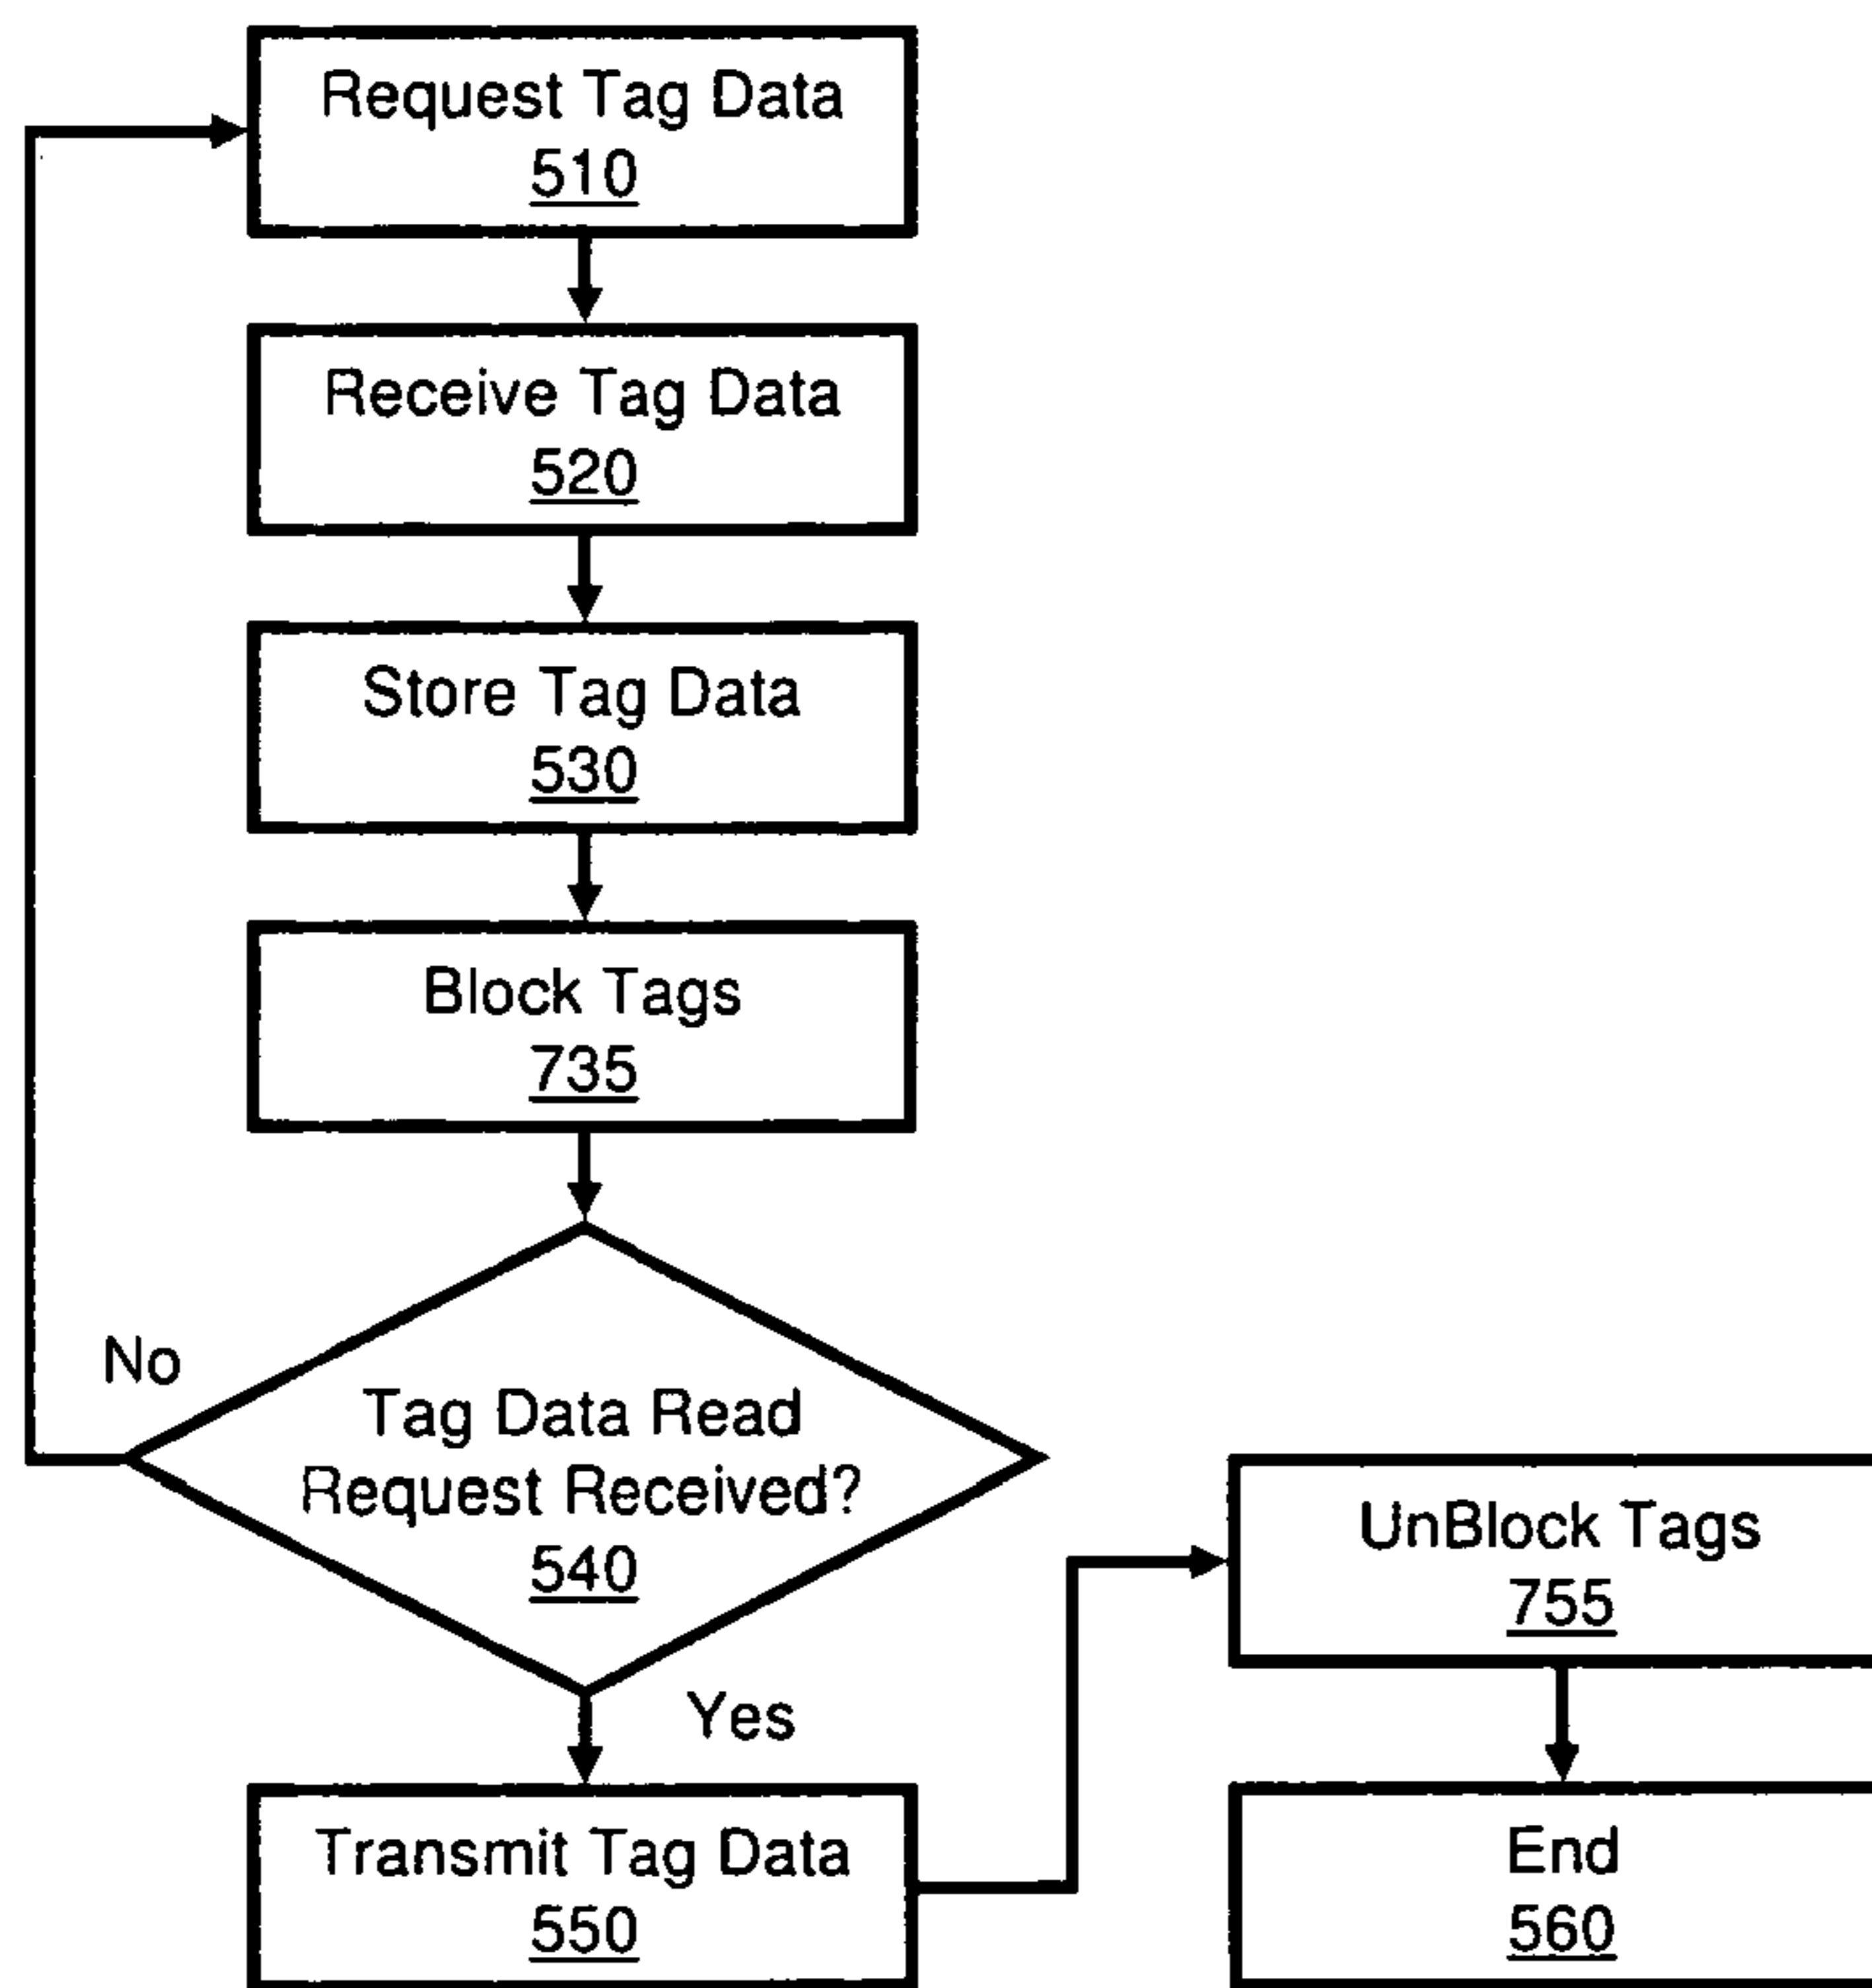 Request Tag Data
510
Receive Tag Data
520
Store Tag Data
530
Block Tags
735
No
Tag Data Read
Request Received?
540
Yes
Transmit Tag Data
550
UnBlock Tags
755
End
560